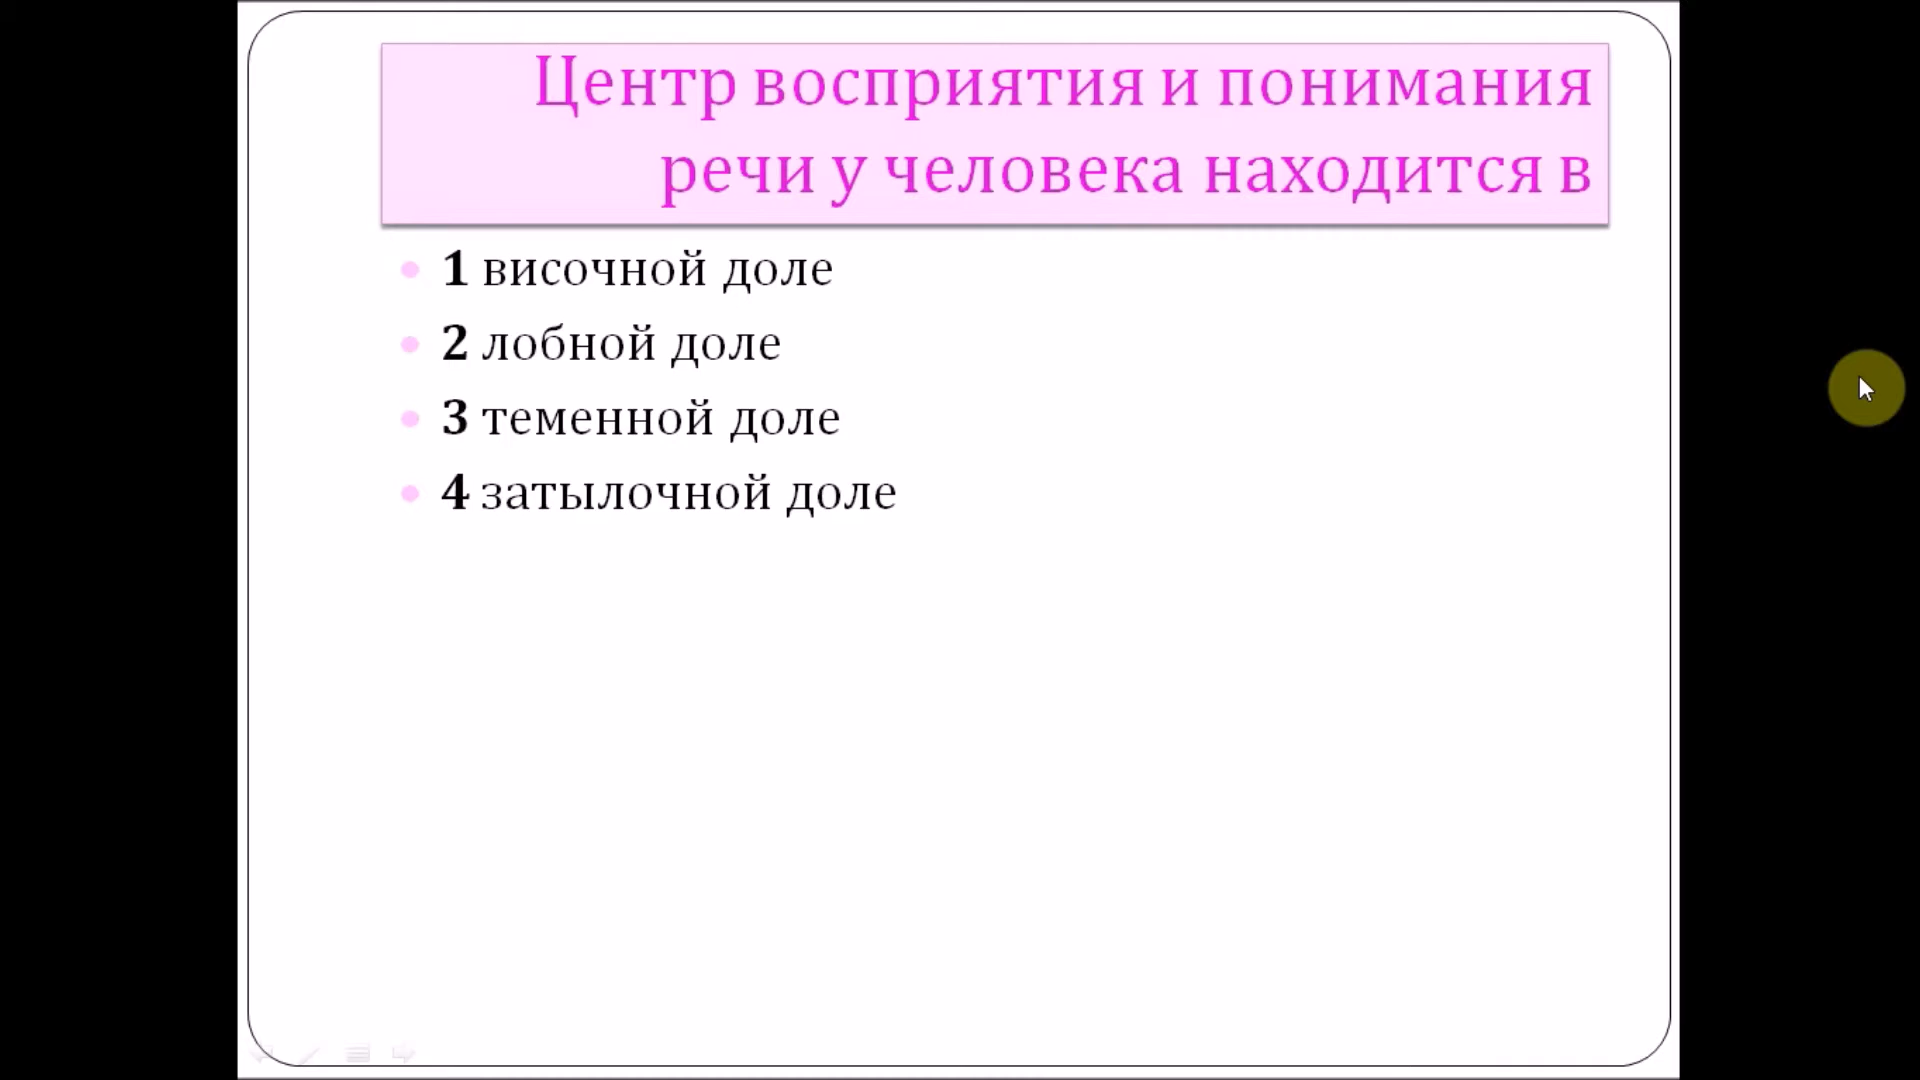 Центр восприятия и понимания
речи у человека находится в
1 височной доле
2 лобной доле
3 теменной доле
4 затылочной доле